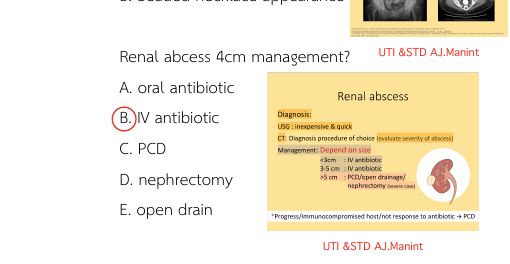 UTI &STD AJ.Manint
Renal abcess 4cm management?
A. oral antibiotic
B. IV antibiotic
C. PCD
D. nephrectomy
E. open drain
Renal abscess
Diagnosis:
USG : inexpensive & quick
CT: Diagnosis procedure of choice (evaluate severity of abscess)
Management: Depend on size
<3cm : IV antibiotic
3-5 cm : IV antibiotic
>5 cm : PCD/open drainage/
nephrectomy (severe case)
*Progress/immunocompromised host/not response to antibiotic → PCD
UTI &STD AJ.Manint